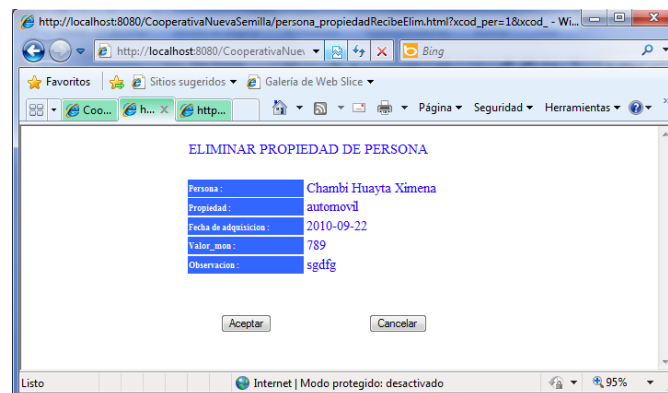 http://localhost:8080/CooperativaNuevaSemilla/persona_propiedadRecibeElim.html?xcod_per=1&xcod_ - Wi...
http://localhost:8080/CooperativaNuev
Bing
Favoritos Sitios sugeridos Galería de Web Slice
Coo... h... http... Página Seguridad Herramientas
ELIMINAR PROPIEDAD DE PERSONA
Persona : Chambi Huayta Ximena
Propiedad : automovil
Fecha de adquisicion : 2010-09-22
Valor_mon : 789
Observacion : sgdfg
Aceptar Cancelar
Listo Internet | Modo protegido: desactivado 95%